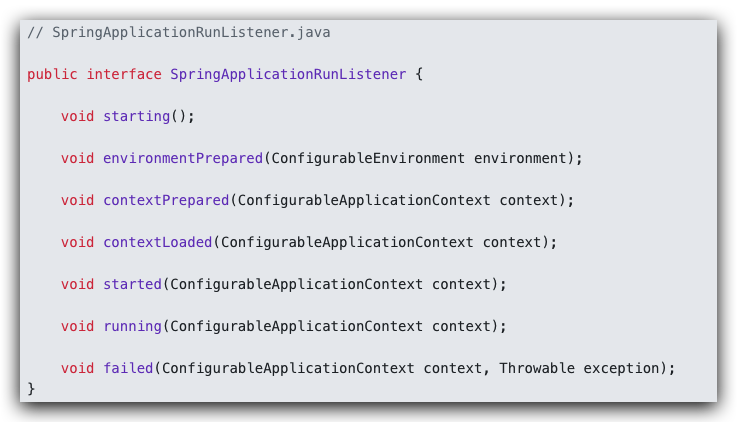 // SpringApplicationRunListener.java
public interface SpringApplicationRunListener {
void starting();
void environmentPrepared(ConfigurableEnvironment environment);
void contextPrepared(ConfigurableApplicationContext context);
void contextLoaded(ConfigurableApplicationContext context);
void started(ConfigurableApplicationContext context);
void running(ConfigurableApplicationContext context);
void failed(ConfigurableApplicationContext context, Throwable exception);
}